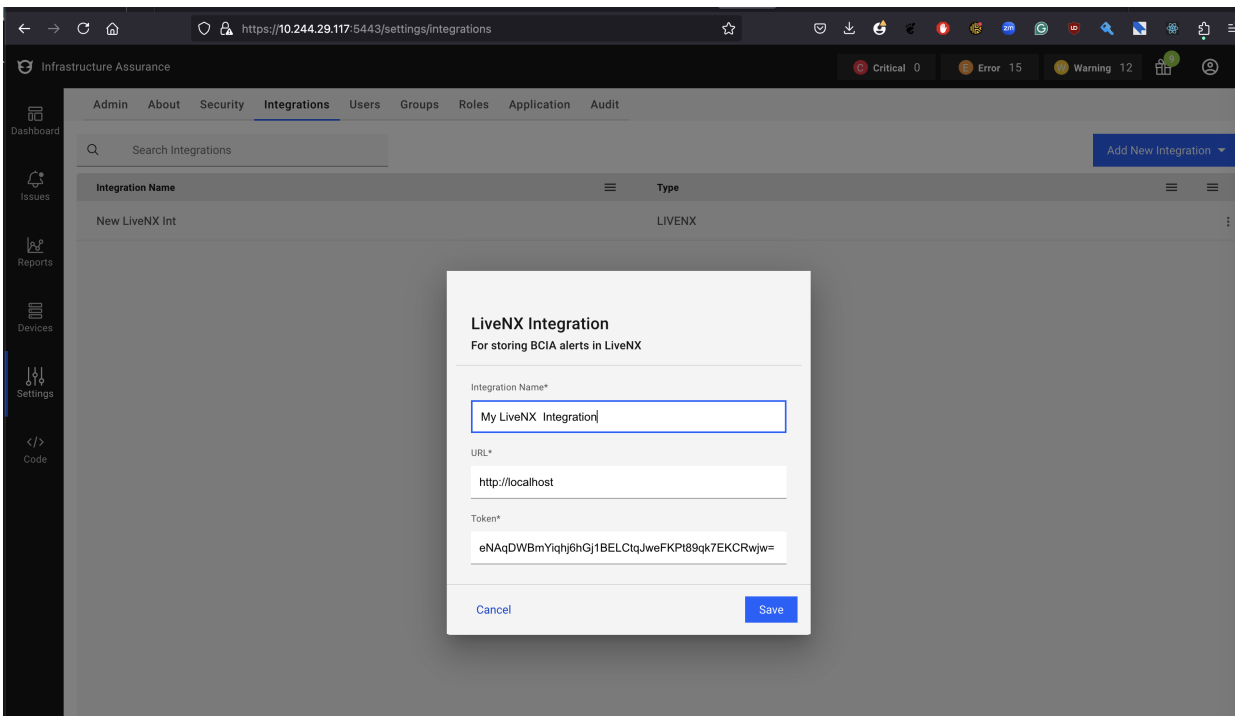 https://10.244.29.117:5443/settings/integrations
Infrastructure Assurance
C Critical 0
E Error 15
W Warning 12
9
Dashboard
Issues
Reports
Devices
Settings
</>
Code
Admin About Security Integrations Users Groups Roles Application Audit
Search Integrations
Add New Integration
Integration Name Type
New LiveNX Int LIVENX
LiveNX Integration
For storing BCIA alerts in LiveNX
Integration Name*
My LiveNX  Integration
URL*
http://localhost
Token*
eNAqDWBmYiqhj6hGj1BELCtqJweFKPt89qk7EKCRwjw=
Cancel
Save